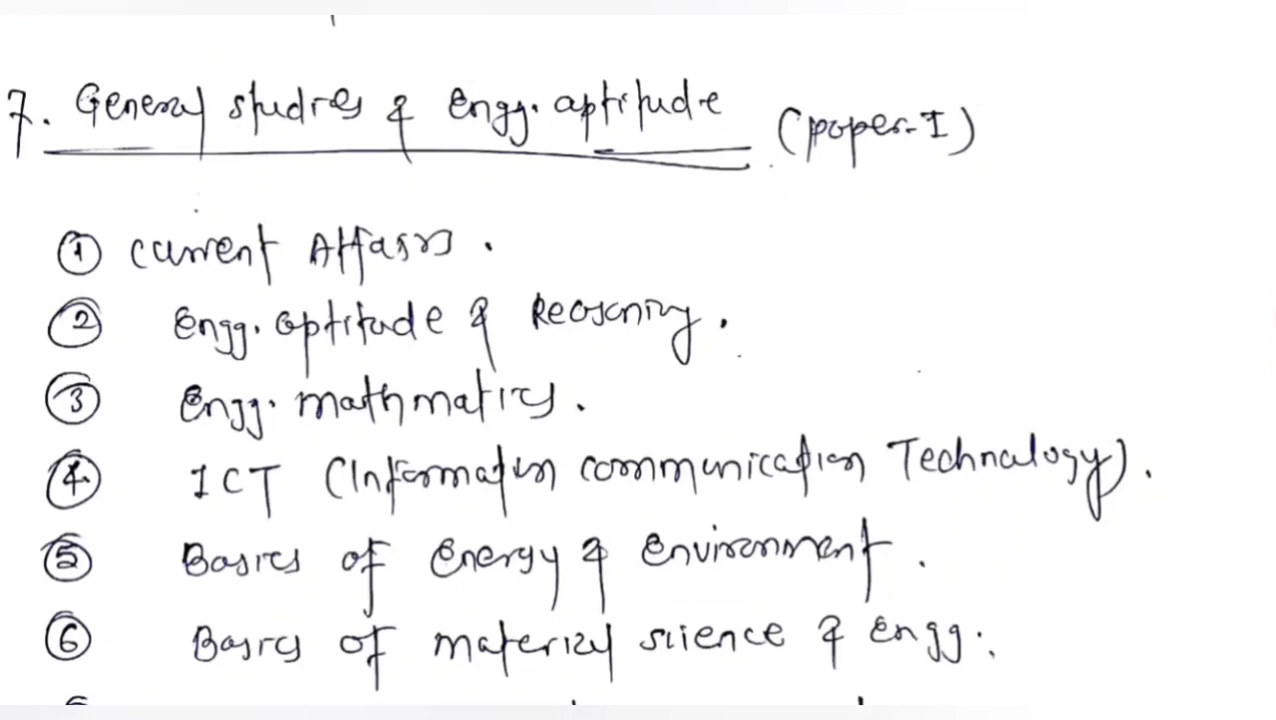 7. General studies & Engg. aptitude (paper-I)
① Current Affairs.
② Engg. aptitude & Reasoning.
③ Engg. mathmatics.
④ ICT (Information communication Technology).
⑤ Basics of Energy & Environment.
⑥ Basics of material science & Engg.